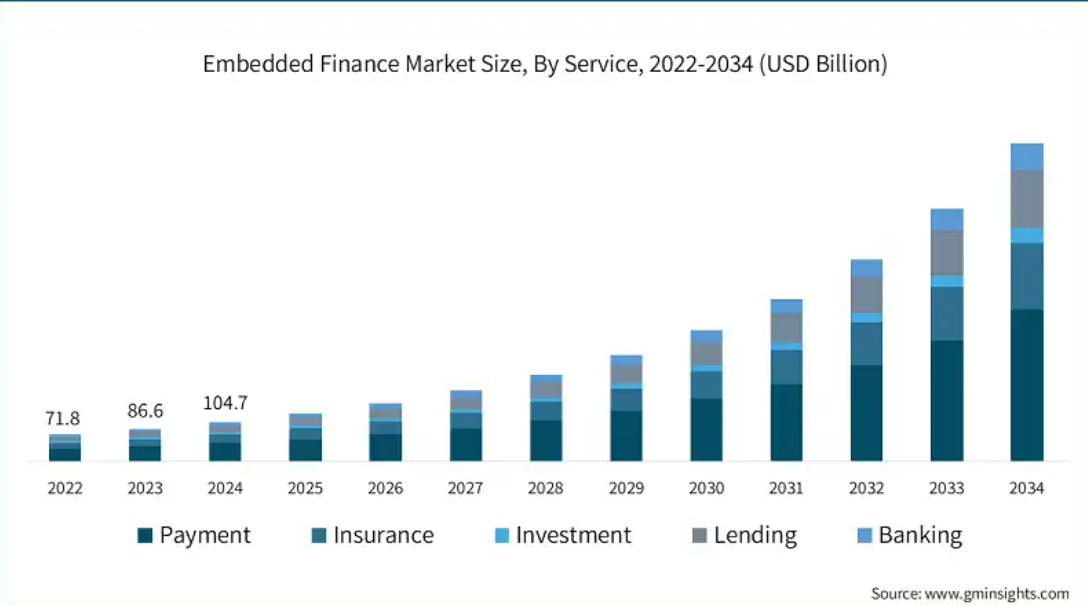 Embedded Finance Market Size, By Service, 2022-2034 (USD Billion)
71.8 86.6 104.7
2022 2023 2024 2025 2026 2027 2028 2029 2030 2031 2032 2033 2034
Payment Insurance Investment Lending Banking
Source: www.gminsights.com